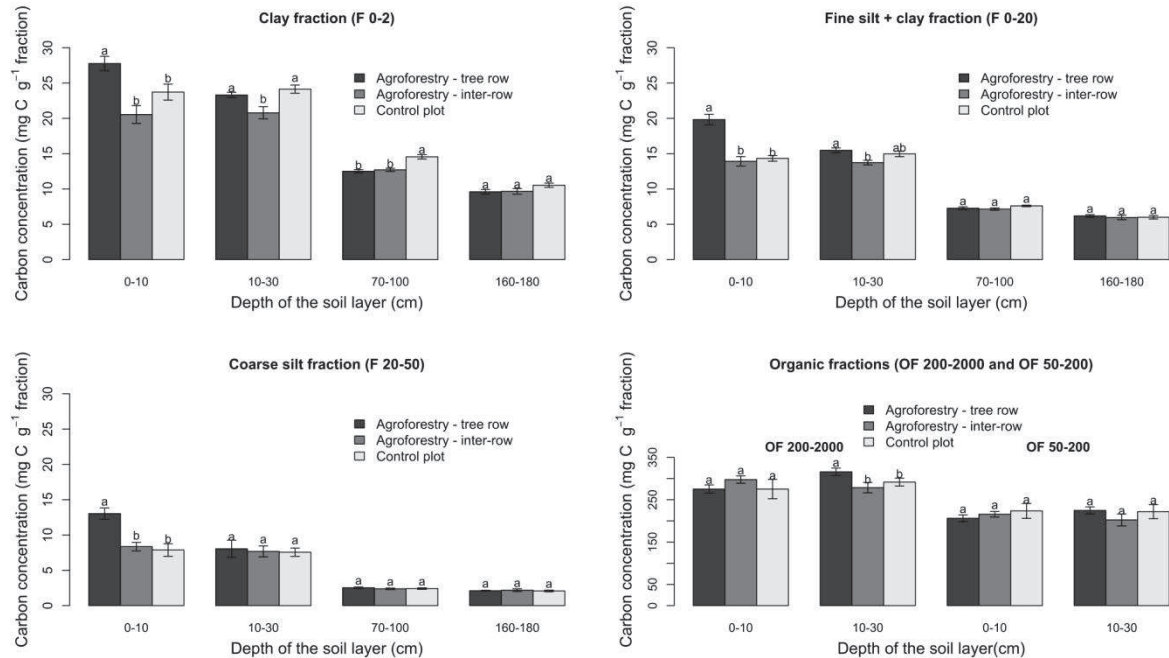 Clay fraction (F 0-2)
Carbon concentration (mg C g⁻¹ fraction)
30
25
20
15
10
5
0
a
b
b
a
b
a
b
b
a
a
a
a
Agroforestry - tree row
Agroforestry - inter-row
Control plot
0-10
10-30
70-100
160-180
Depth of the soil layer (cm)
Fine silt + clay fraction (F 0-20)
Carbon concentration (mg C g⁻¹ fraction)
30
25
20
15
10
5
0
a
b
b
a
b
ab
a
a
a
a
a
a
Agroforestry - tree row
Agroforestry - inter-row
Control plot
0-10
10-30
70-100
160-180
Depth of the soil layer (cm)
Coarse silt fraction (F 20-50)
Carbon concentration (mg C g⁻¹ fraction)
30
25
20
15
10
5
0
a
b
b
a
a
a
a
a
a
a
a
a
Agroforestry - tree row
Agroforestry - inter-row
Control plot
0-10
10-30
70-100
160-180
Depth of the soil layer (cm)
Organic fractions (OF 200-2000 and OF 50-200)
Carbon concentration (mg C g⁻¹ fraction)
Agroforestry - tree row
Agroforestry - inter-row
Control plot
OF 200-2000
OF 50-200
350
250
150
50
0
a
a
a
a
b
b
a
a
a
a
a
a
0-10
10-30
0-10
10-30
Depth of the soil layer(cm)